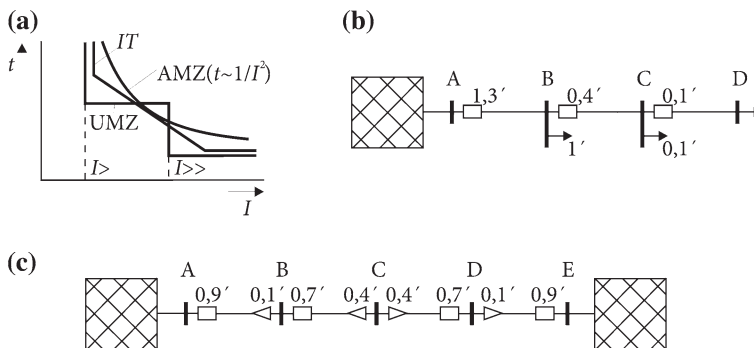 (a)
t
IT
AMZ(t~1/I²)
UMZ
I>
I>>
I
(b)
A B C D
1,3′ 0,4′ 0,1′
1′ 0,1′
(c)
A B C D E
0,9′ 0,1′ 0,7′ 0,4′ 0,4′ 0,7′ 0,1′ 0,9′